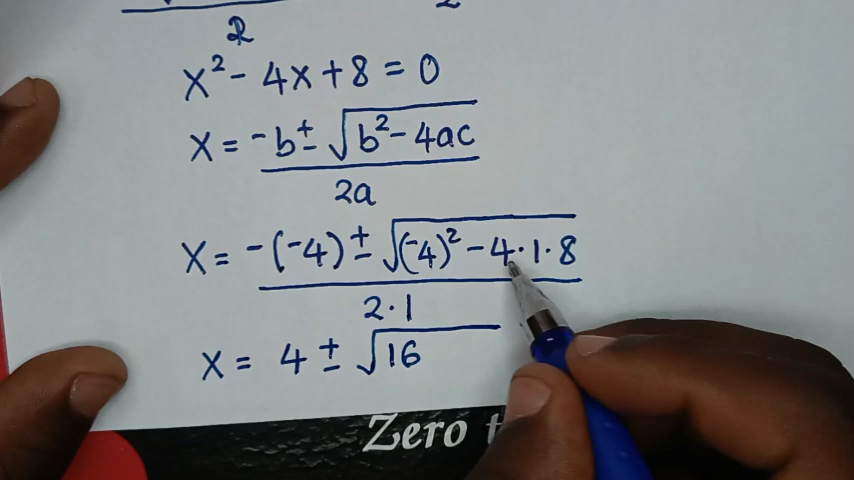 2
x² - 4x + 8 = 0
x = -b ± √b² - 4ac
2a
x = -(-4) ± √(-4)² - 4·1·8
2·1
x = 4 ± √16
Zero